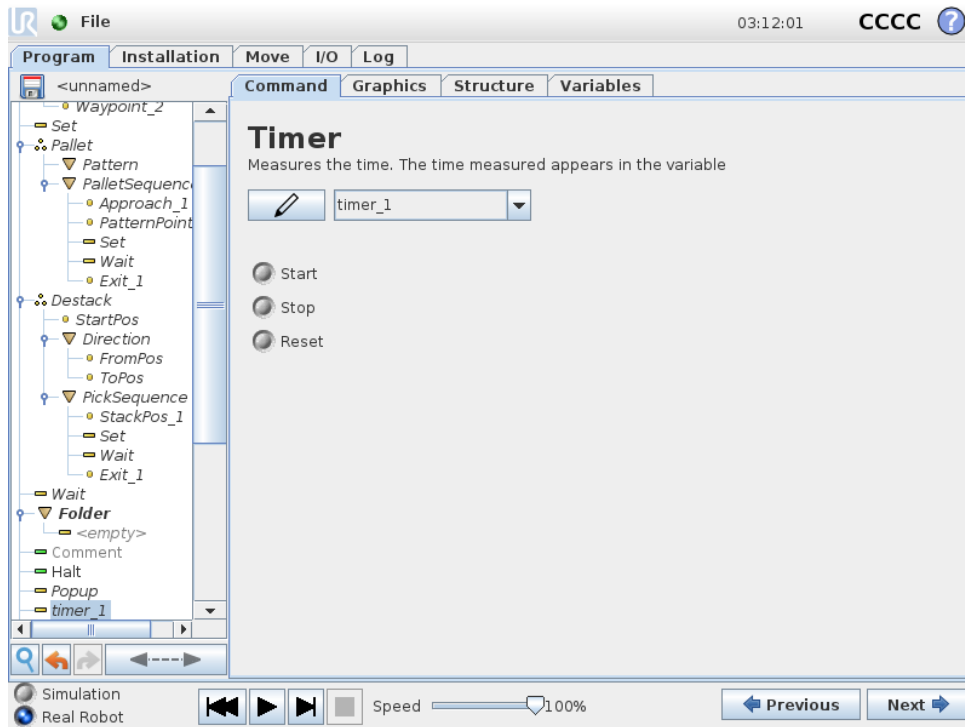 UR File 03:12:01 CCCC ?
Program Installation Move I/O Log
<unnamed>
Command Graphics Structure Variables
Waypoint_2
Set
Pallet
Pattern
PalletSequenc
Approach_1
PatternPoint
Set
Wait
Exit_1
Destack
StartPos
Direction
FromPos
ToPos
PickSequence
StackPos_1
Set
Wait
Exit_1
Wait
Folder
<empty>
Comment
Halt
Popup
timer_1
Timer
Measures the time. The time measured appears in the variable
timer_1
Start
Stop
Reset
Simulation
Real Robot
Speed 100%
Previous Next